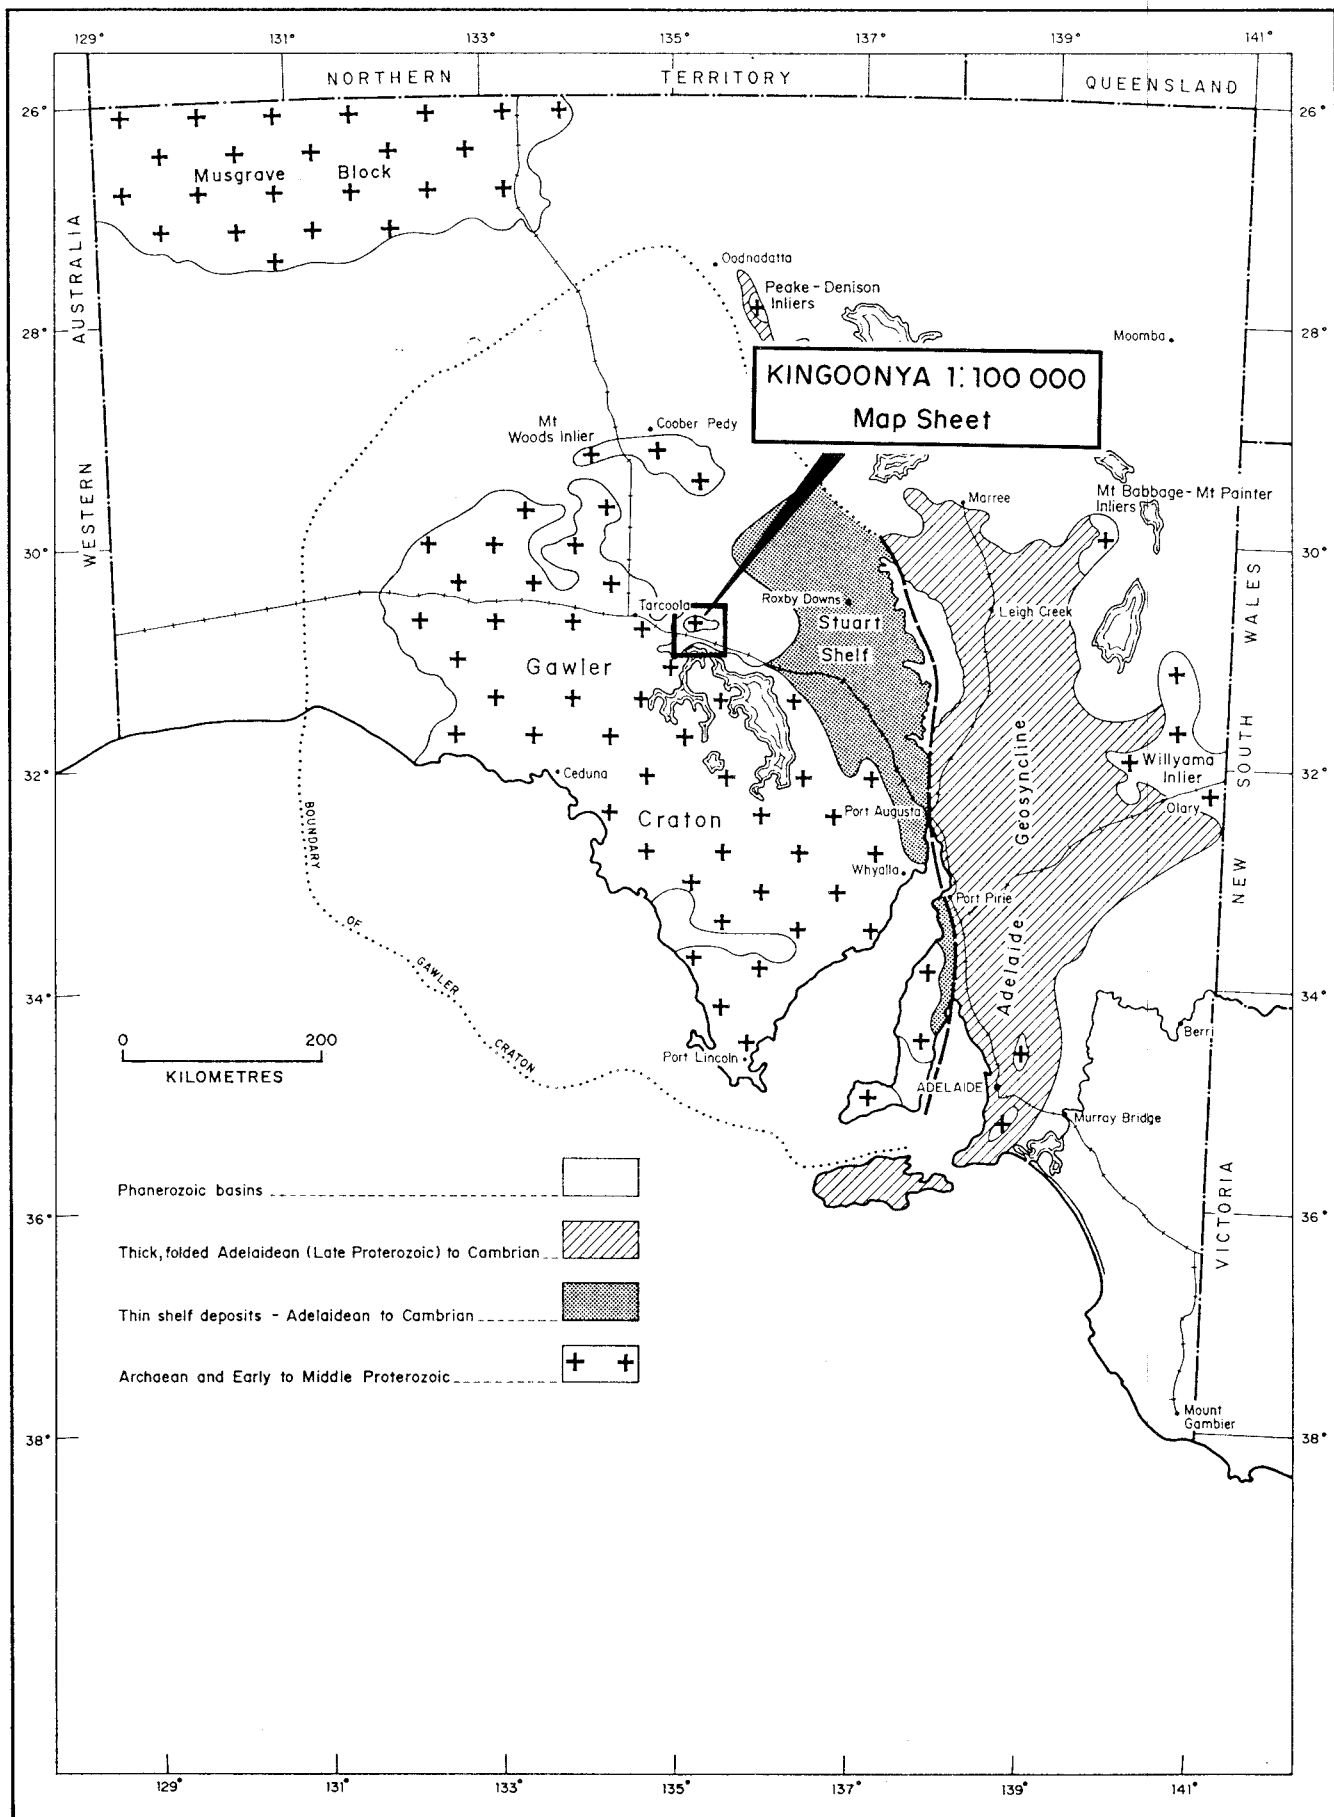 129° 131° 133° 135° 137° 139° 141°
NORTHERN TERRITORY QUEENSLAND
26° 26°
Musgrave Block
AUSTRALIA
Oodnadatta
Peake - Denison
Inliers
28° 28°
Moomba
KINGOONYA 1:100 000
Map Sheet
Mt
Woods Inlier
Coober Pedy
WESTERN
Marree
Mt Babbage - Mt Painter
Inliers
30° 30°
Tarcoola
Roxby Downs
Leigh Creek
Stuart
Shelf
Gawler
NEW SOUTH WALES
32° 32°
Ceduna
Willyama
Inlier
Olary
Craton
Port Augusta
Adelaide Geosyncline
Whyalla
Port Pirie
BOUNDARY
OF
GAWLER
CRATON
34° 34°
Berri
0 200
KILOMETRES
Port Lincoln
ADELAIDE
Murray Bridge
Phanerozoic basins
36° 36°
VICTORIA
Thick, folded Adelaidean (Late Proterozoic) to Cambrian
Thin shelf deposits - Adelaidean to Cambrian
Archaean and Early to Middle Proterozoic
Mount
Gambier
38° 38°
129° 131° 133° 135° 137° 139° 141°